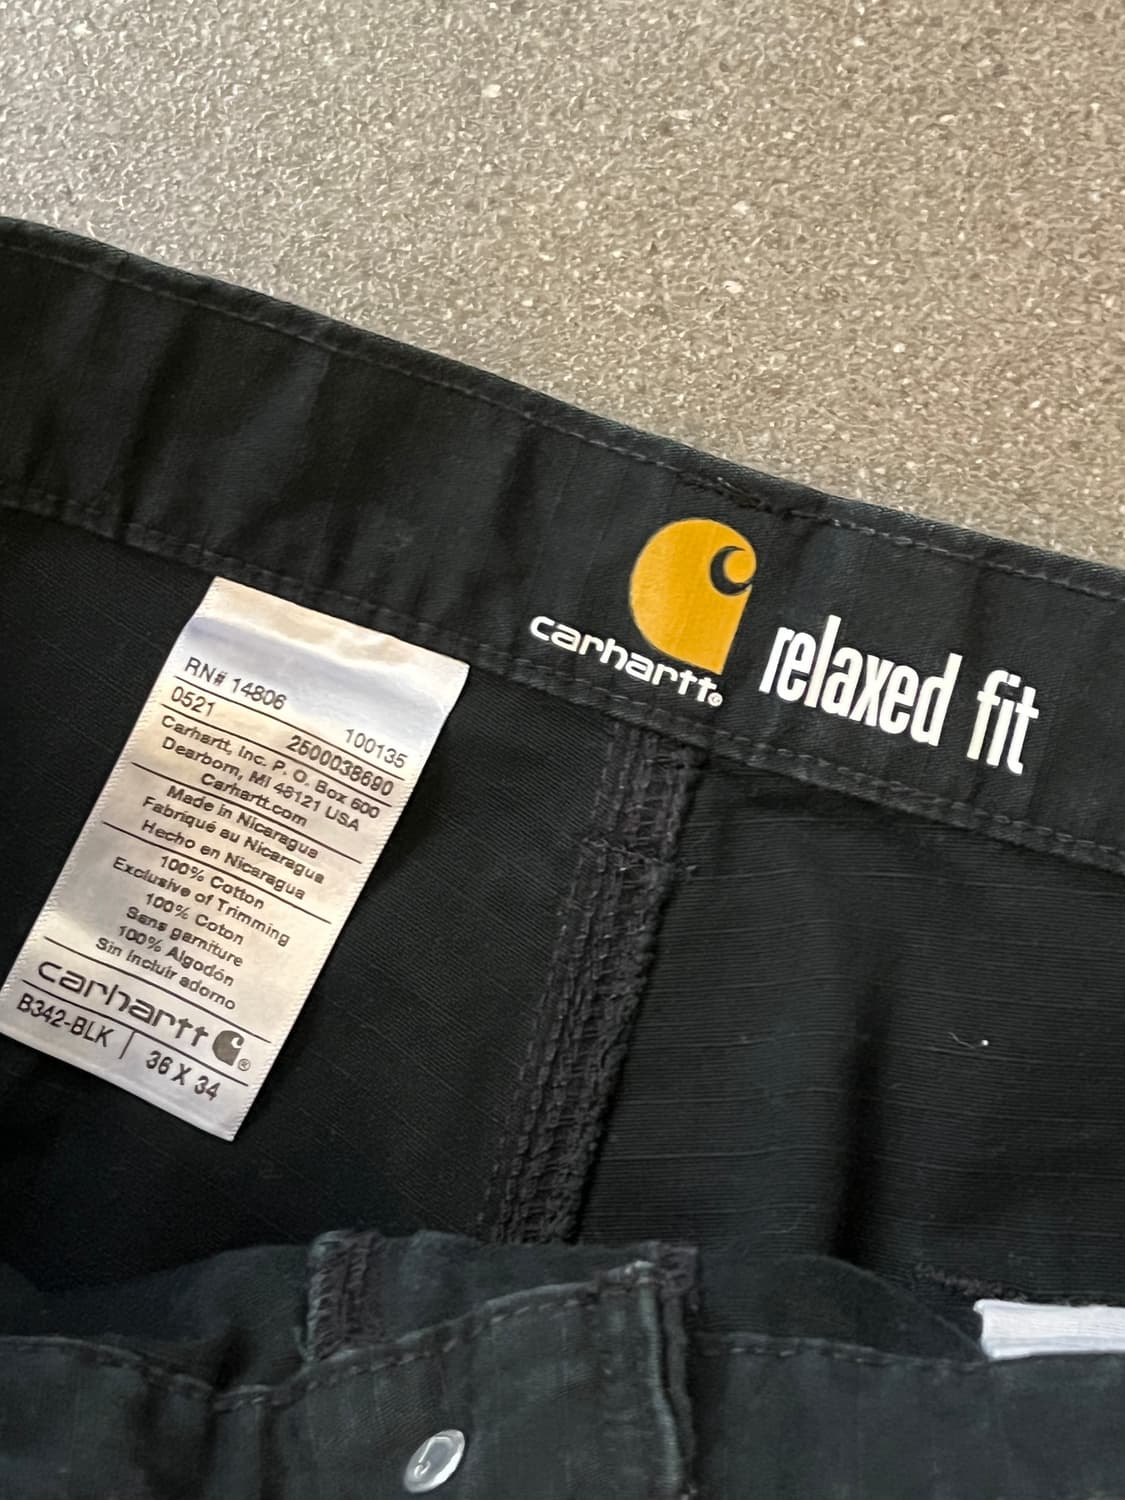 carhartt®
relaxed fit
RN# 14806
100135
0521
2500038690
Carhartt, Inc. P. O. Box 600
Dearborn, MI 48121 USA
Carhartt.com
Made in Nicaragua
Fabriqué au Nicaragua
Hecho en Nicaragua
100% Cotton
Exclusive of Trimming
100% Coton
Sans garniture
100% Algodón
Sin incluir adorno
carhartt®
B342-BLK | 36 X 34